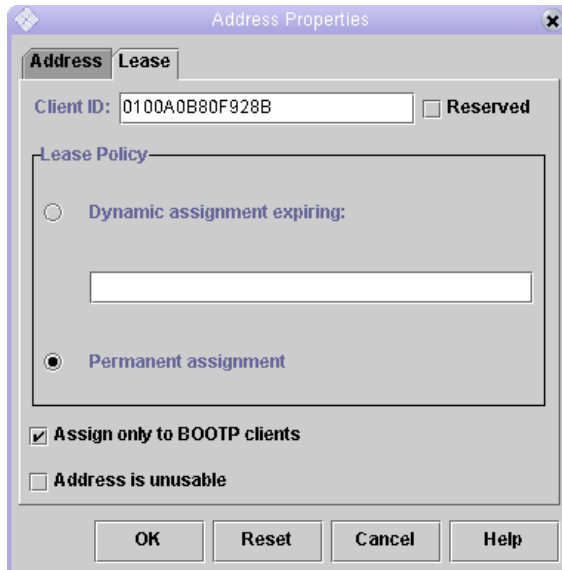 Address Properties
Address Lease
Client ID: 0100A0B80F928B Reserved
Lease Policy
Dynamic assignment expiring:
Permanent assignment
Assign only to BOOTP clients
Address is unusable
OK Reset Cancel Help